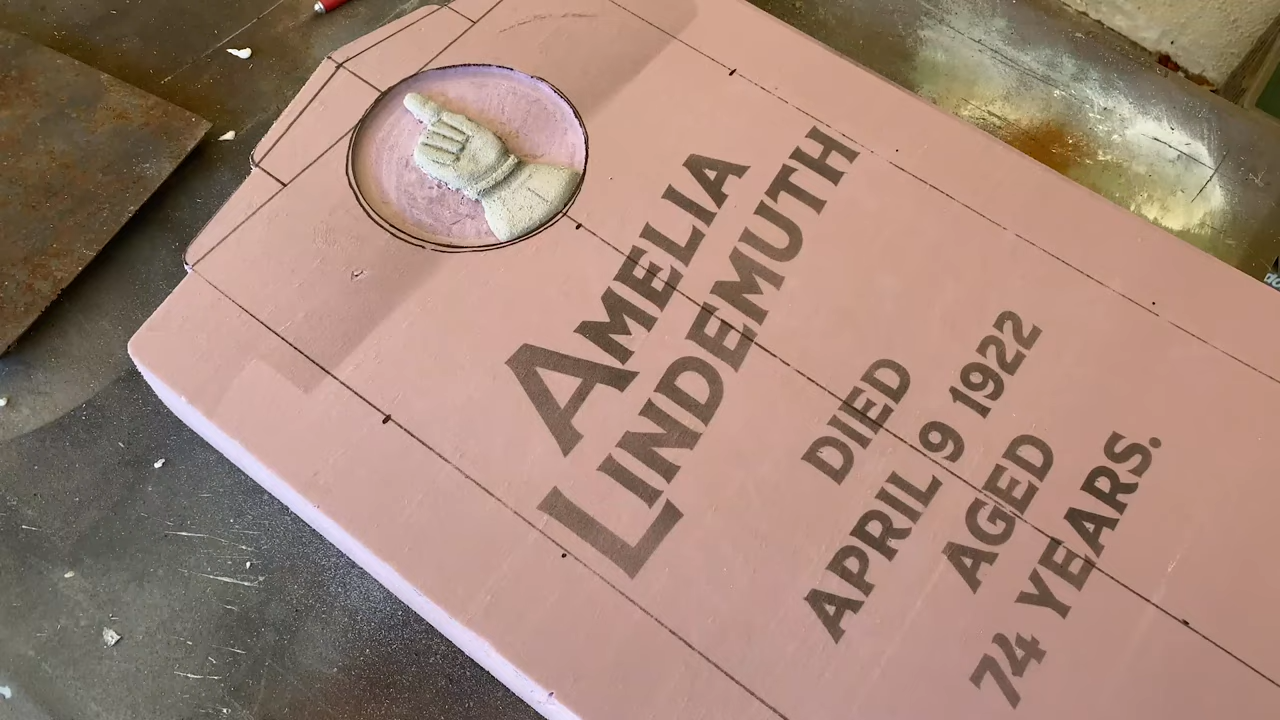 AMELIA
LINDEMUTH
DIED
APRIL 9 1922
AGED
74 YEARS.